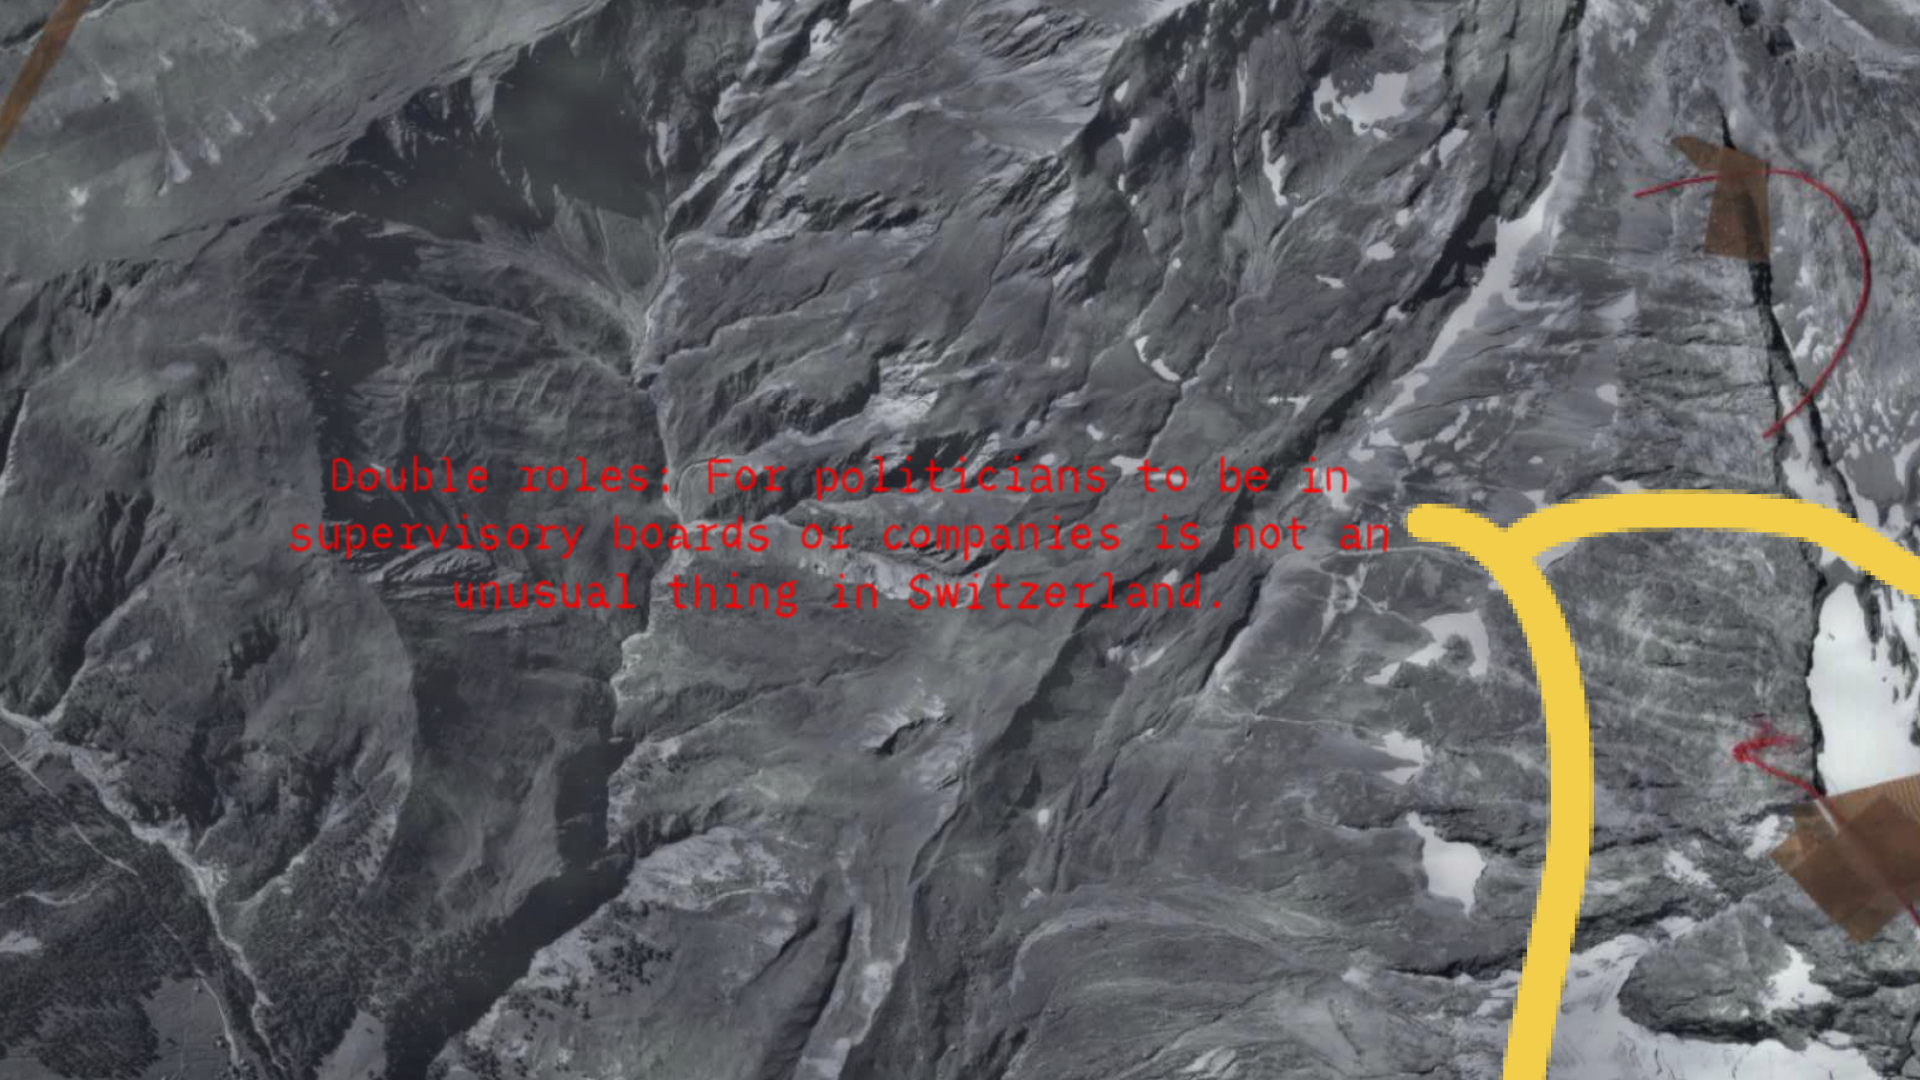 Double roles: For politicians to be in
supervisory boards or companies is not an
unusual thing in Switzerland.